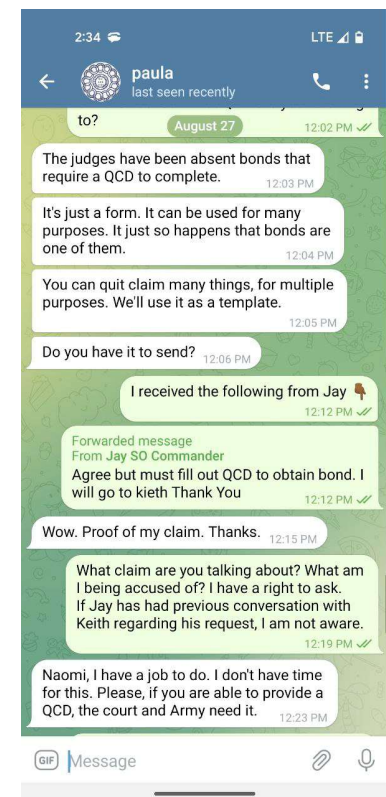 2:34
LTE
paula
last seen recently
to?
August 27
12:02 PM
The judges have been absent bonds that
require a QCD to complete.
12:03 PM
It's just a form. It can be used for many
purposes. It just so happens that bonds are
one of them.
12:04 PM
You can quit claim many things, for multiple
purposes. We'll use it as a template.
12:05 PM
Do you have it to send?
12:06 PM
I received the following from Jay
12:12 PM
Forwarded message
From Jay SO Commander
Agree but must fill out QCD to obtain bond. I
will go to kieth Thank You
12:12 PM
Wow. Proof of my claim. Thanks.
12:15 PM
What claim are you talking about? What am
I being accused of? I have a right to ask.
If Jay has had previous conversation with
Keith regarding his request, I am not aware.
12:19 PM
Naomi, I have a job to do. I don't have time
for this. Please, if you are able to provide a
QCD, the court and Army need it.
12:23 PM
GIF
Message